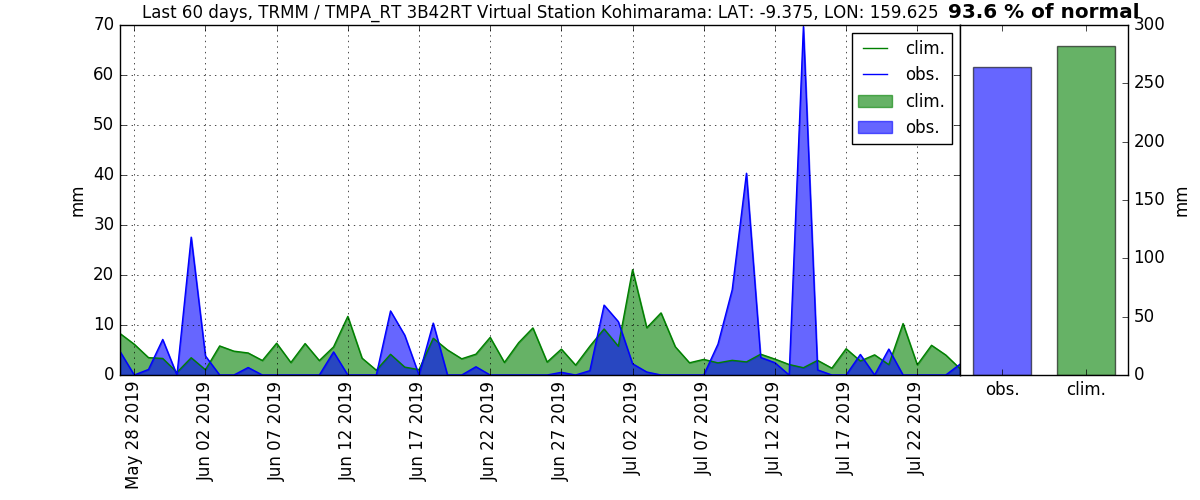 Last 60 days, TRMM / TMPA_RT 3B42RT Virtual Station Kohimarama: LAT: -9.375, LON: 159.625 93.6 % of normal
70
60
50
40
30
20
10
0
mm
clim.
obs.
clim.
obs.
May 28 2019
Jun 02 2019
Jun 07 2019
Jun 12 2019
Jun 17 2019
Jun 22 2019
Jun 27 2019
Jul 02 2019
Jul 07 2019
Jul 12 2019
Jul 17 2019
Jul 22 2019
300
250
200
150
100
50
0
mm
obs.
clim.